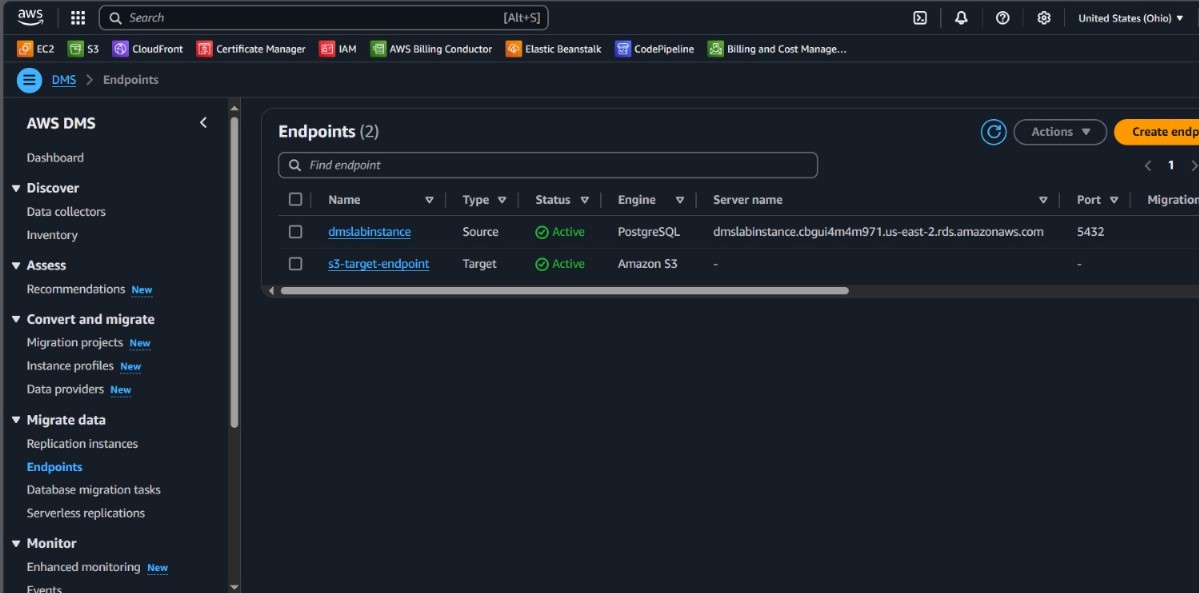 aws
Search [Alt+S]
United States (Ohio)
EC2 S3 CloudFront Certificate Manager IAM AWS Billing Conductor Elastic Beanstalk CodePipeline Billing and Cost Manage...
DMS > Endpoints
AWS DMS
Dashboard
Discover
Data collectors
Inventory
Assess
Recommendations New
Convert and migrate
Migration projects New
Instance profiles New
Data providers New
Migrate data
Replication instances
Endpoints
Database migration tasks
Serverless replications
Monitor
Enhanced monitoring New
Events
Endpoints (2)
Actions
Create endp
Find endpoint
1
Name Type Status Engine Server name Port Migration
dmslabinstance Source Active PostgreSQL dmslabinstance.cbgui4m4m971.us-east-2.rds.amazonaws.com 5432
s3-target-endpoint Target Active Amazon S3 - -